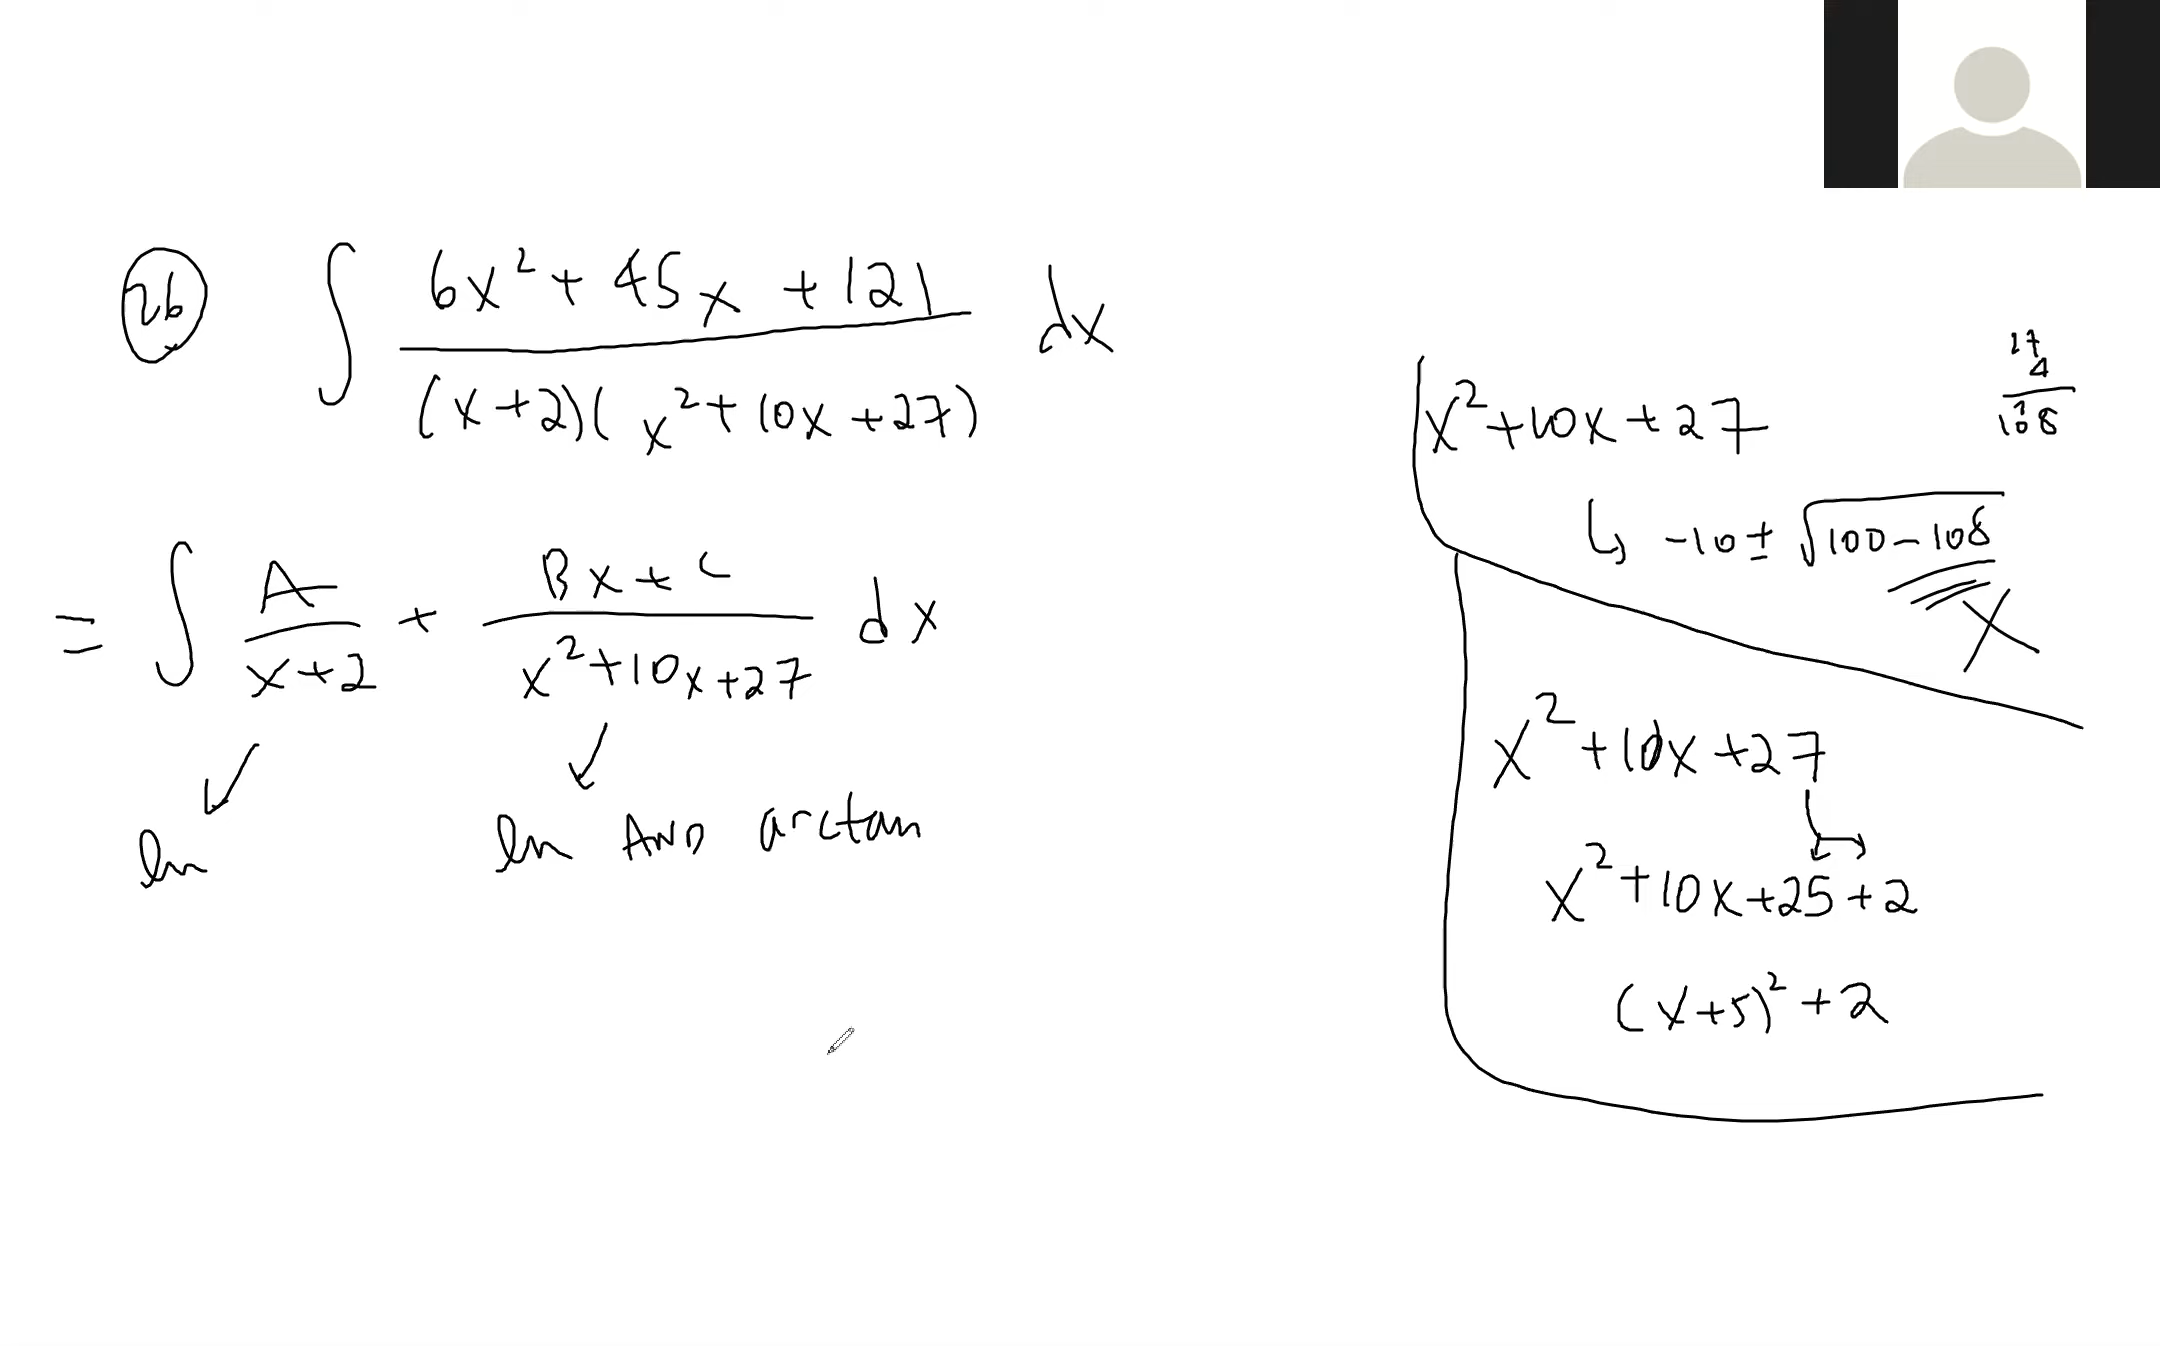 26 ∫ 6x² + 45x + 121 / (x+2)(x²+10x+27) dx
= ∫ A / x+2 + Bx + C / x²+10x+27 dx
ln
ln AND arctan
x²+10x+27
27
4
2
108
↳ -10 ± √100-108
X
x²+10x+27
x²+10x+25+2
(x+5)²+2